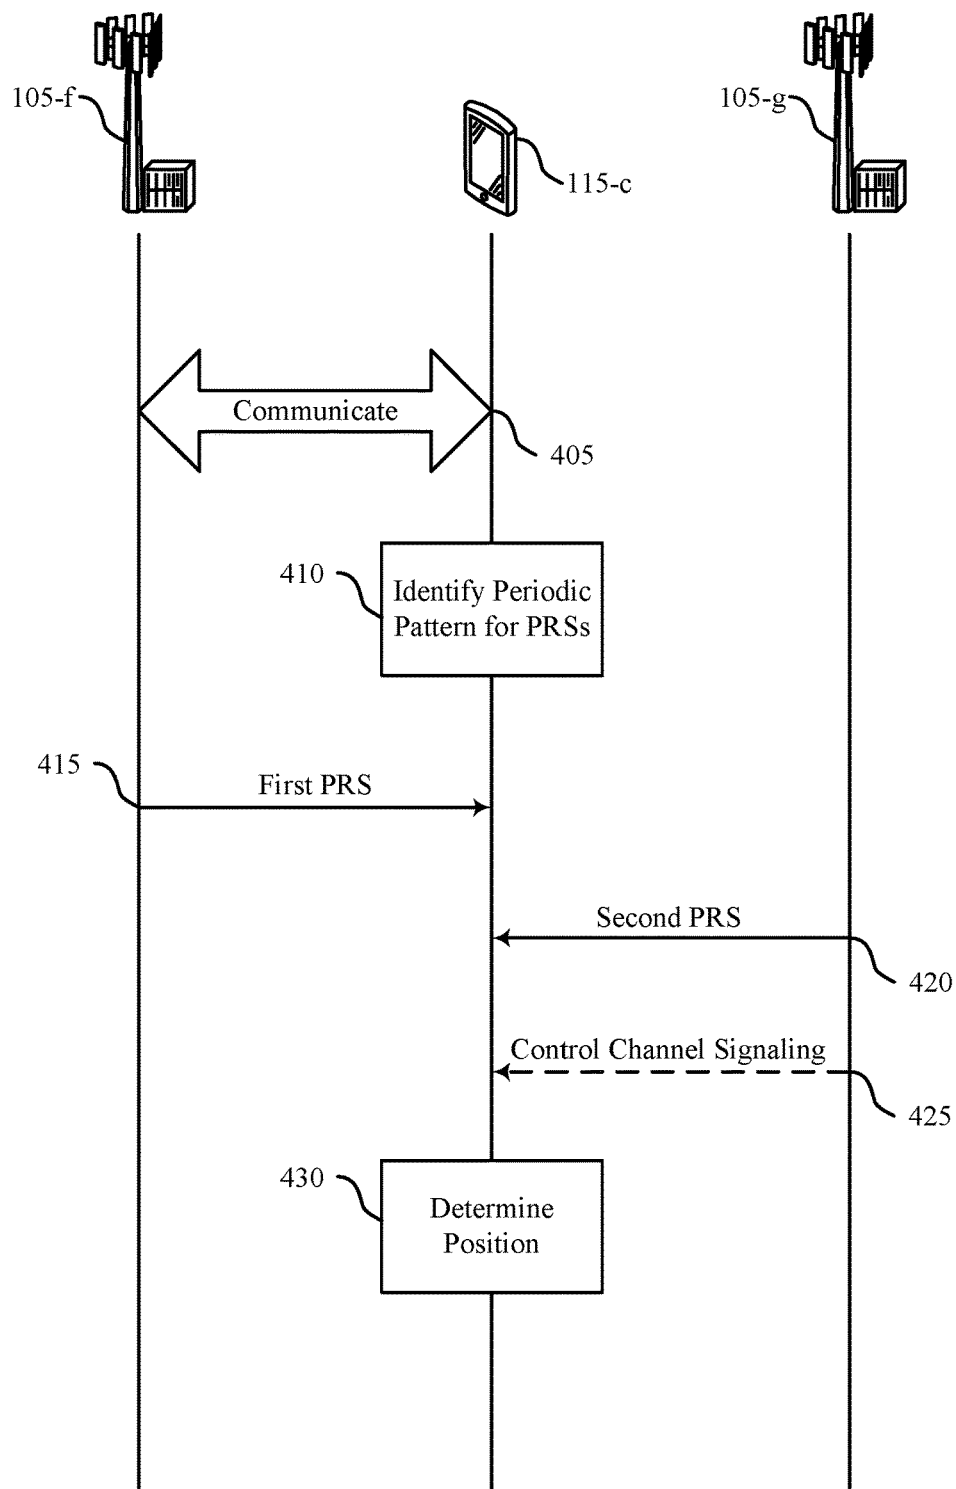 105-f
115-c
105-g
Communicate
405
410
Identify Periodic
Pattern for PRSs
415
First PRS
Second PRS
420
Control Channel Signaling
425
430
Determine
Position